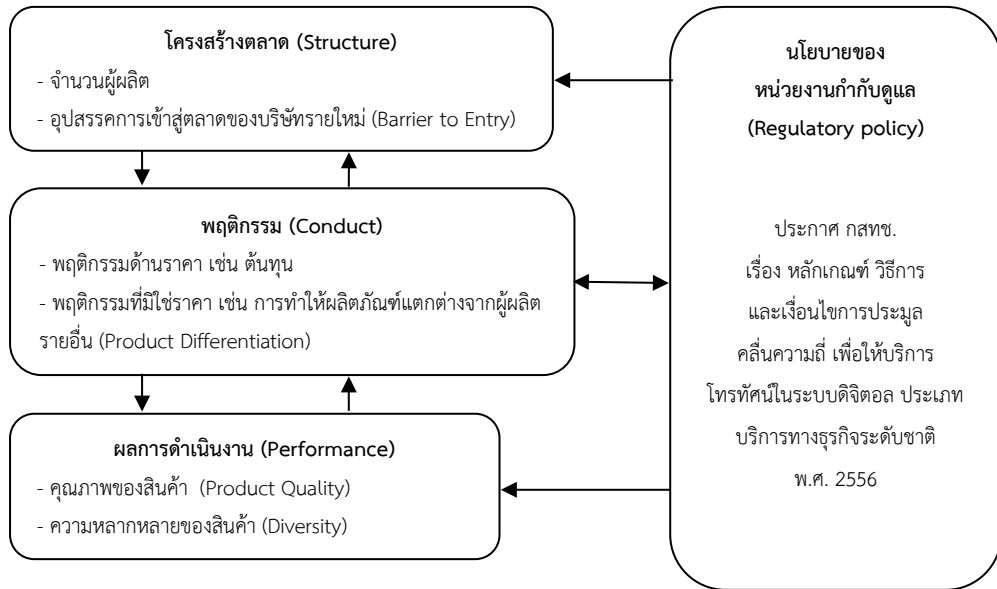 โครงสร้างตลาด (Structure)
- จำนวนผู้ผลิต
- อุปสรรคการเข้าสู่ตลาดของบริษัทรายใหม่ (Barrier to Entry)
พฤติกรรม (Conduct)
- พฤติกรรมด้านราคา เช่น ต้นทุน
- พฤติกรรมที่มิใช่ราคา เช่น การทำให้ผลิตภัณฑ์แตกต่างจากผู้ผลิต
รายอื่น (Product Differentiation)
ผลการดำเนินงาน (Performance)
- คุณภาพของสินค้า (Product Quality)
- ความหลากหลายของสินค้า (Diversity)
นโยบายของ
หน่วยงานกำกับดูแล
(Regulatory policy)
ประกาศ กสทช.
เรื่อง หลักเกณฑ์ วิธีการ
และเงื่อนไขการประมูล
คลื่นความถี่ เพื่อให้บริการ
โทรทัศน์ในระบบดิจิตอล ประเภท
บริการทางธุรกิจระดับชาติ
พ.ศ. 2556